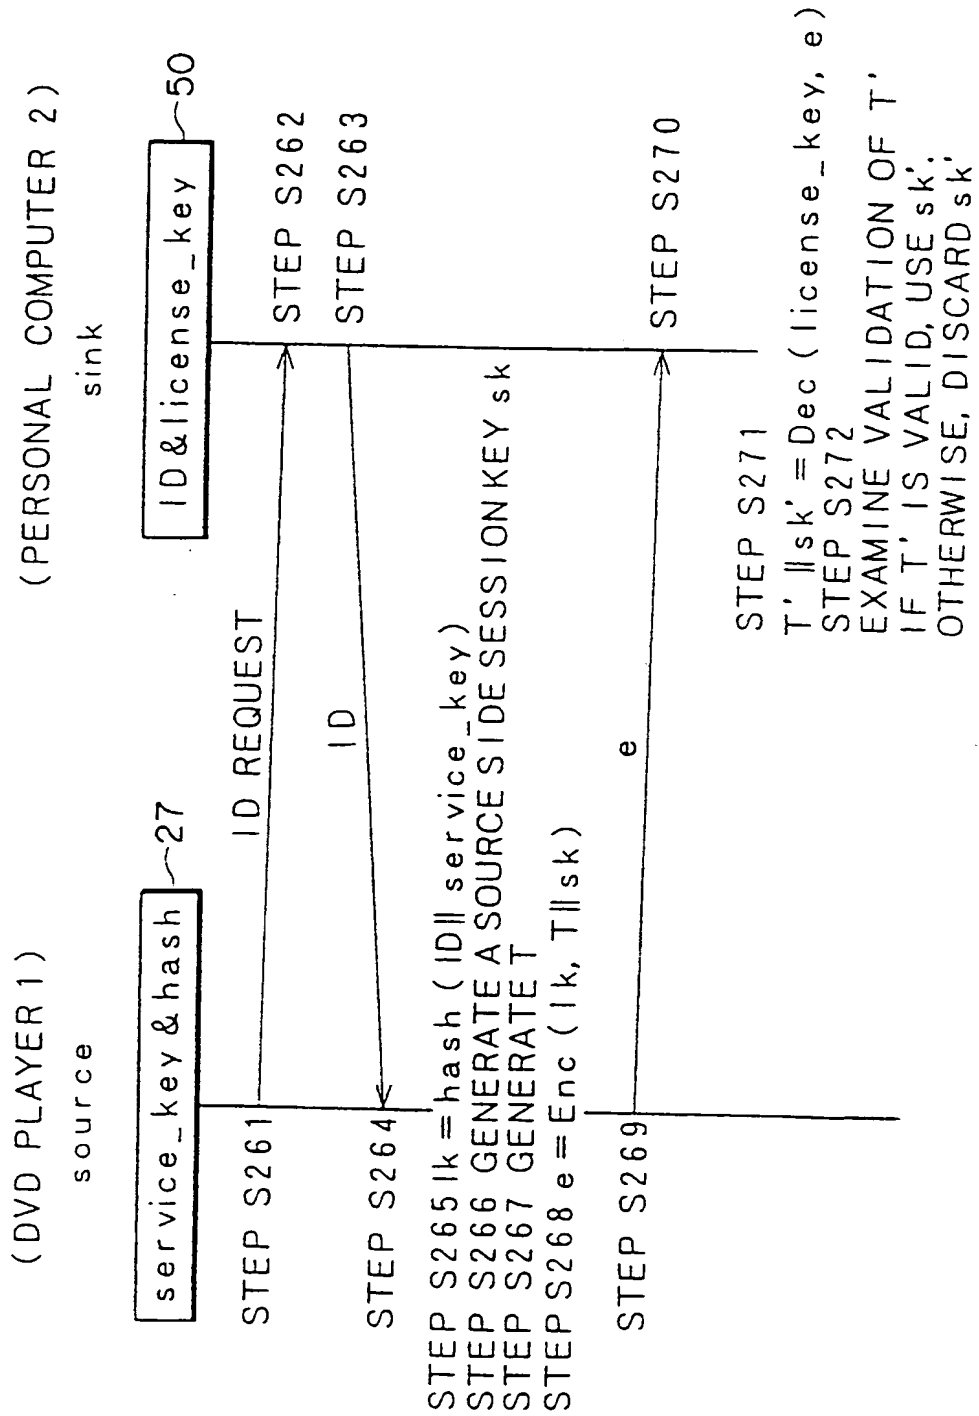 (DVD PLAYER 1)
source
(PERSONAL COMPUTER 2)
sink
service_key & hash
27
ID & license_key
50
STEP S261
ID REQUEST
STEP S262
STEP S263
ID
STEP S264
STEP S265 lk = hash ( ID || service_key)
STEP S266 GENERATE A SOURCE SIDE SESSION KEY sk
STEP S267 GENERATE T
STEP S268 e = Enc ( lk, T||sk)
STEP S269
e
STEP S270
STEP S271
T' || sk' = Dec ( license_key, e )
STEP S272
EXAMINE VALIDATION OF T'
IF T' IS VALID, USE sk'.
OTHERWISE, DISCARD sk'